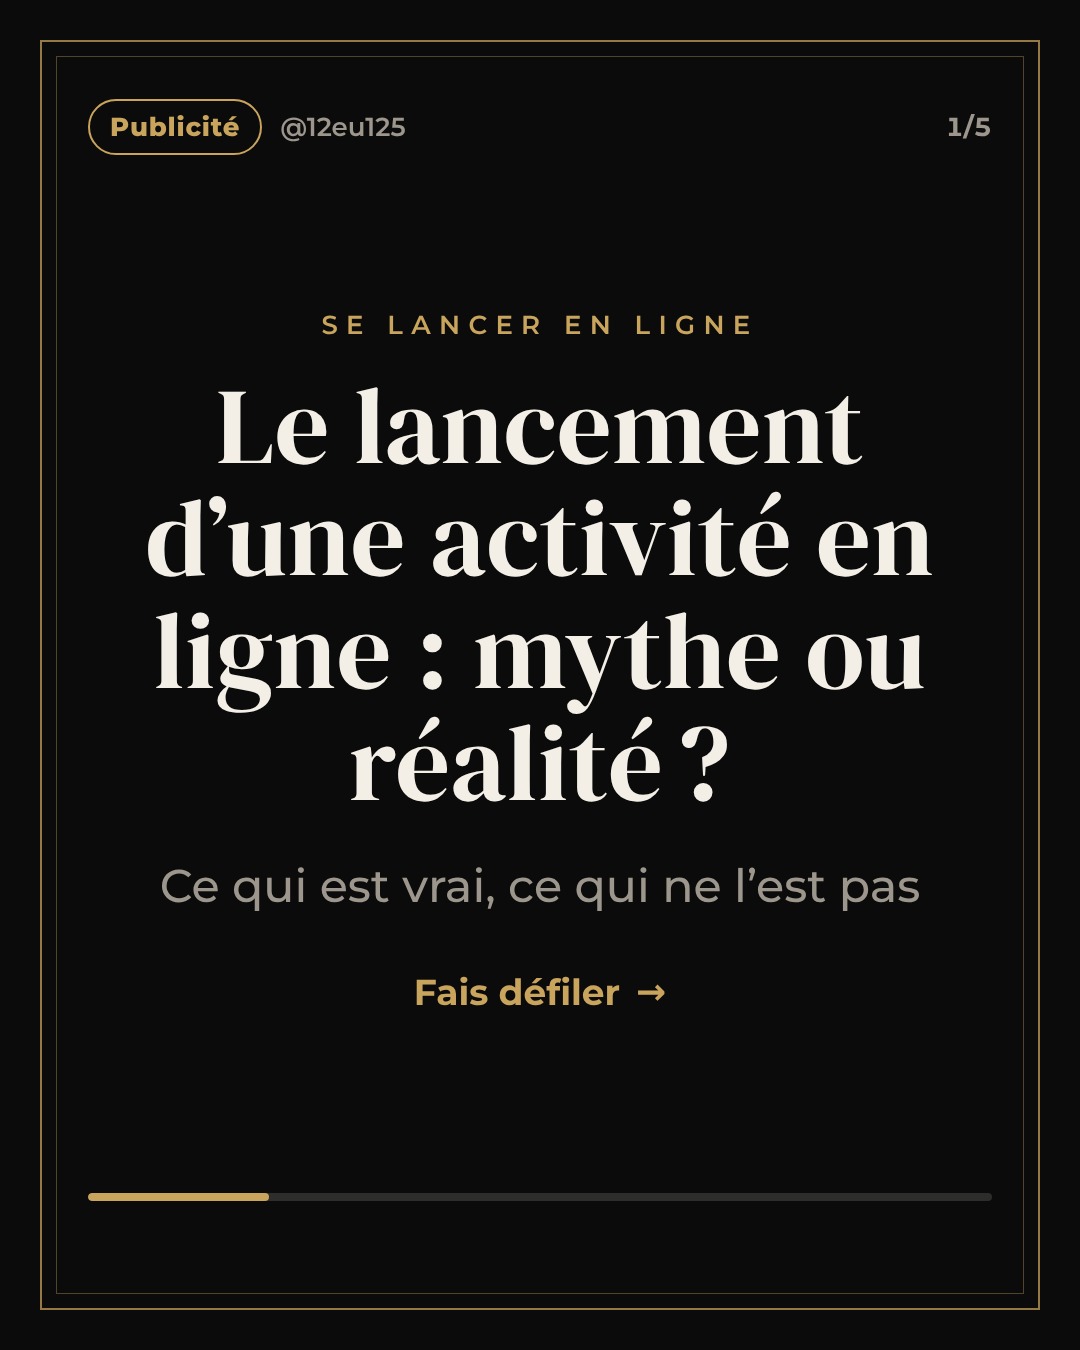 Publicité @12eu125 1/5
SE LANCER EN LIGNE
Le lancement
d’une activité en
ligne : mythe ou
réalité ?
Ce qui est vrai, ce qui ne l’est pas
Fais défiler →